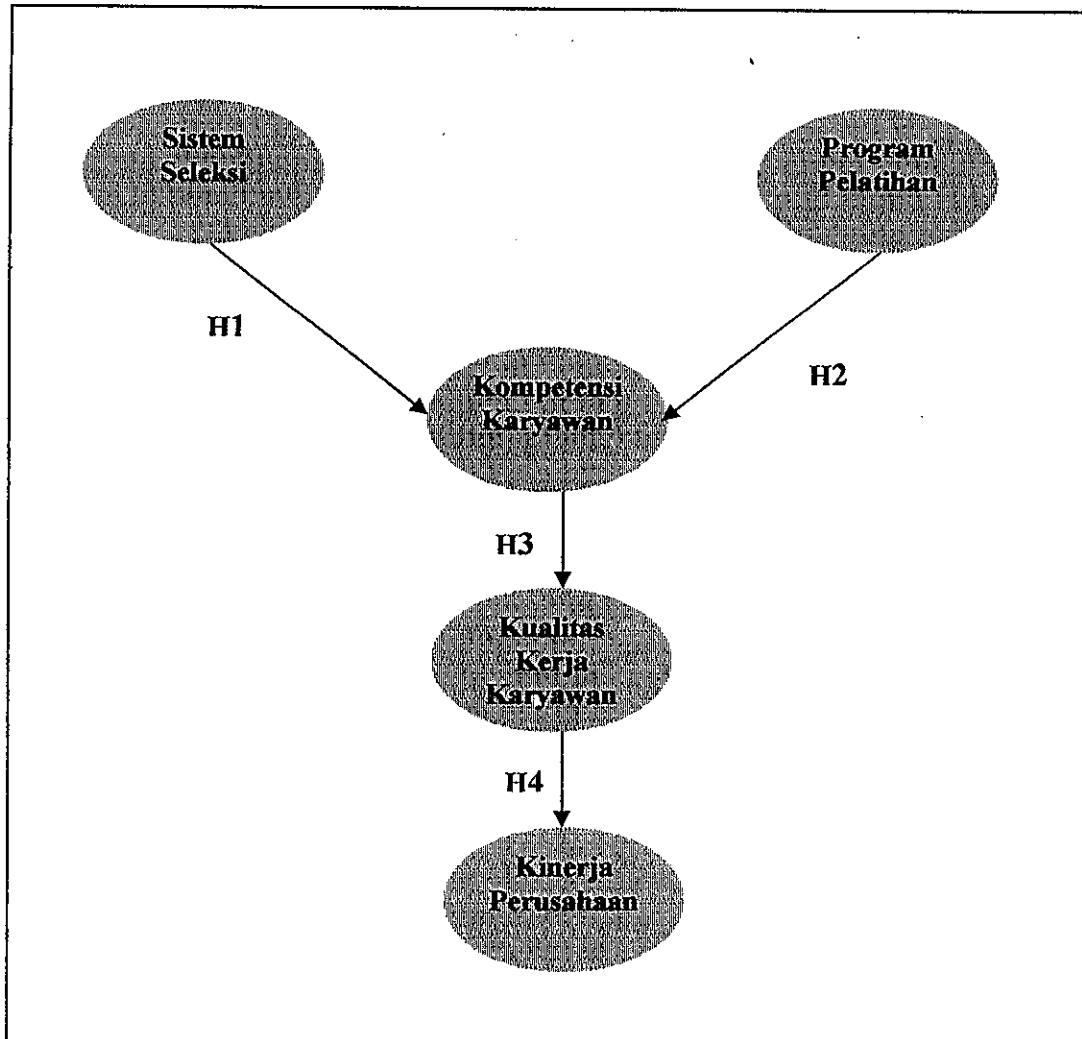 Sistem
Seleksi
Program
Pelatihan
H1
H2
Kompetensi
Karyawan
H3
Kualitas
Kerja
Karyawan
H4
Kinerja
Perusahaan